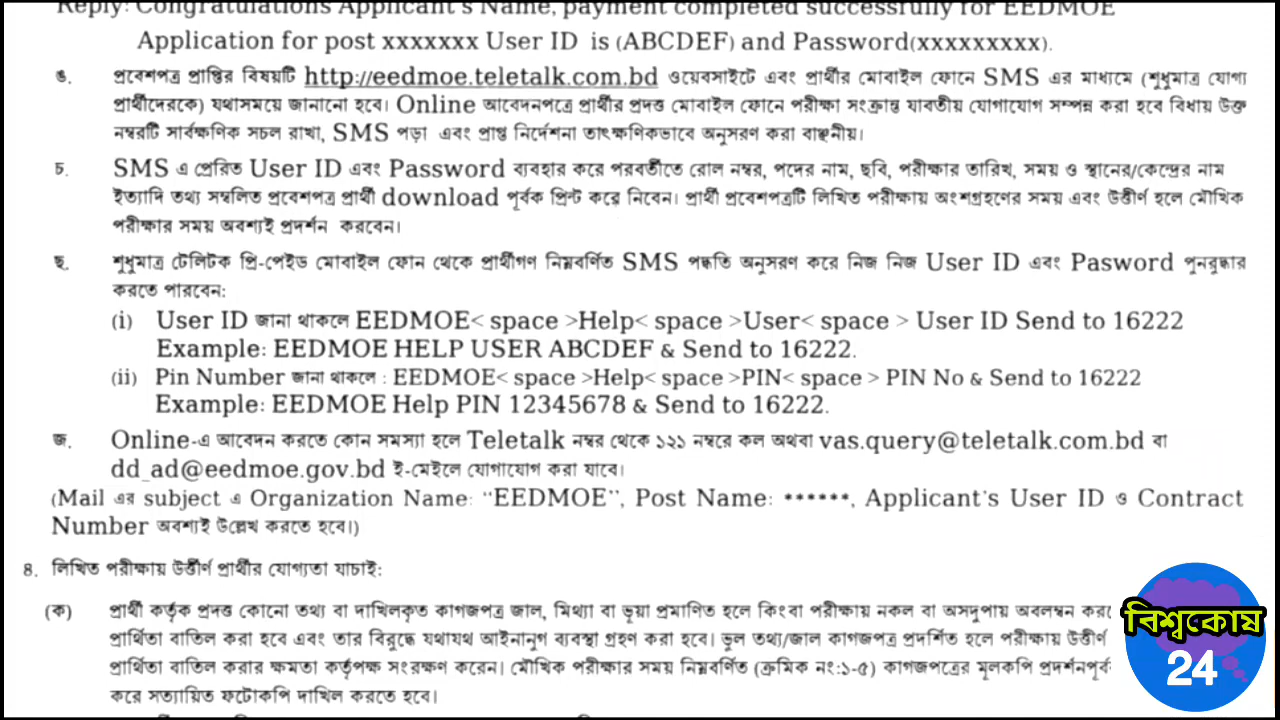 Reply: Congratulations Applicant's Name, payment completed successfully for EEDMOE
Application for post xxxxxxx User ID is (ABCDEF) and Password(xxxxxxxxx).
ঙ. প্রবেশপত্র প্রাপ্তির বিষয়টি http://eedmoe.teletalk.com.bd ওয়েবসাইটে এবং প্রার্থীর মোবাইল ফোনে SMS এর মাধ্যমে (শুধুমাত্র যোগ্য
প্রার্থীদেরকে) যথাসময়ে জানানো হবে। Online আবেদনপত্রে প্রার্থীর প্রদত্ত মোবাইল ফোনে পরীক্ষা সংক্রান্ত যাবতীয় যোগাযোগ সম্পন্ন করা হবে বিধায় উক্ত
নম্বরটি সার্বক্ষণিক সচল রাখা, SMS পড়া এবং প্রাপ্ত নির্দেশনা তাৎক্ষণিকভাবে অনুসরণ করা বাঞ্ছনীয়।
চ. SMS এ প্রেরিত User ID এবং Password ব্যবহার করে পরবর্তীতে রোল নম্বর, পদের নাম, ছবি, পরীক্ষার তারিখ, সময় ও স্থানের/কেন্দ্রের নাম
ইত্যাদি তথ্য সম্বলিত প্রবেশপত্র প্রার্থী download পূর্বক প্রিন্ট করে নিবেন। প্রার্থী প্রবেশপত্রটি লিখিত পরীক্ষায় অংশগ্রহণের সময় এবং উত্তীর্ণ হলে মৌখিক
পরীক্ষার সময় অবশ্যই প্রদর্শন করবেন।
ছ. শুধুমাত্র টেলিটক প্রি-পেইড মোবাইল ফোন থেকে প্রার্থীগণ নিম্নবর্ণিত SMS পদ্ধতি অনুসরণ করে নিজ নিজ User ID এবং Pasword পুনরুদ্ধার
করতে পারবেন:
(i) User ID জানা থাকলে EEDMOE< space >Help< space >User< space > User ID Send to 16222
Example: EEDMOE HELP USER ABCDEF & Send to 16222.
(ii) Pin Number জানা থাকলে : EEDMOE< space >Help< space >PIN< space > PIN No & Send to 16222
Example: EEDMOE Help PIN 12345678 & Send to 16222.
জ. Online-এ আবেদন করতে কোন সমস্যা হলে Teletalk নম্বর থেকে ১২১ নম্বরে কল অথবা vas.query@teletalk.com.bd বা
dd_ad@eedmoe.gov.bd ই-মেইলে যোগাযোগ করা যাবে।
(Mail এর subject এ Organization Name: “EEDMOE”, Post Name: ******, Applicant's User ID ও Contract
Number অবশ্যই উল্লেখ করতে হবে।)
৪. লিখিত পরীক্ষায় উত্তীর্ণ প্রার্থীর যোগ্যতা যাচাই:
(ক) প্রার্থী কর্তৃক প্রদত্ত কোনো তথ্য বা দাখিলকৃত কাগজপত্র জাল, মিথ্যা বা ভূয়া প্রমাণিত হলে কিংবা পরীক্ষায় নকল বা অসদুপায় অবলম্বন
প্রার্থিতা বাতিল করা হবে এবং তার বিরুদ্ধে যথাযথ আইনানুগ ব্যবস্থা গ্রহণ করা হবে। ভুল তথ্য/জাল কাগজপত্র প্রদর্শিত হলে পরীক্ষায় উত্তীর্ণ
প্রার্থিতা বাতিল করার ক্ষমতা কর্তৃপক্ষ সংরক্ষণ করেন। মৌখিক পরীক্ষার সময় নিম্নবর্ণিত (ক্রমিক নং:১-৫) কাগজপত্রের মূলকপি
করে সত্যায়িত ফটোকপি দাখিল করতে হবে।
বিশ্বকোষ
24